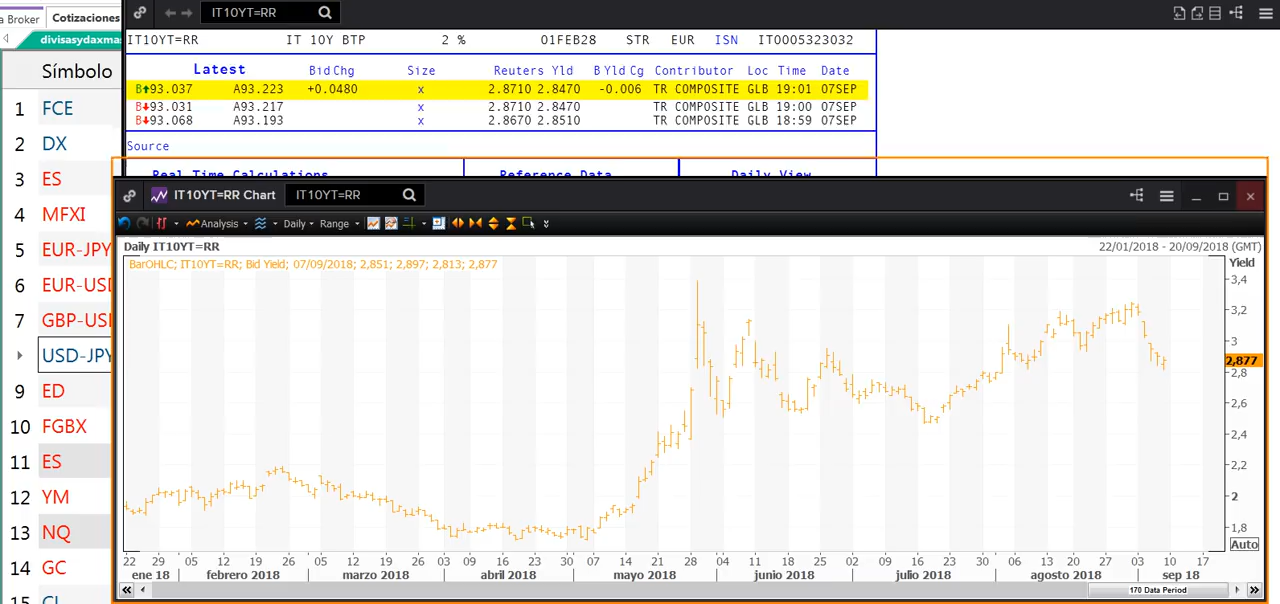 a Broker
Cotizaciones
IT10YT=RR
divisasydaxmas
IT10YT=RR IT 10Y BTP 2 % 01FEB28 STR EUR ISN IT0005323032
Símbolo
Latest BidChg Size Reuters Yld B Yld Cg Contributor Loc Time Date
B↑93.037 A93.223 +0.0480 x 2.8710 2.8470 -0.006 TR COMPOSITE GLB 19:01 07SEP
B↓93.031 A93.217 x 2.8710 2.8470 TR COMPOSITE GLB 19:00 07SEP
B↓93.068 A93.193 x 2.8670 2.8510 TR COMPOSITE GLB 18:59 07SEP
Source
Real Time Calculations Reference Data Daily View
1 FCE
2 DX
3 ES
4 MFXI
5 EUR-JPY
6 EUR-USD
7 GBP-USD
USD-JPY
9 ED
10 FGBX
11 ES
12 YM
13 NQ
14 GC
15 CL
IT10YT=RR Chart IT10YT=RR
Analysis Daily Range
Daily IT10YT=RR 22/01/2018 - 20/09/2018 (GMT)
BarOHLC; IT10YT=RR; Bid Yield; 07/09/2018; 2,851; 2,897; 2,813; 2,877
Yield
3,4
3,2
3
2,877
2,8
2,6
2,4
2,2
2
1,8
Auto
22 29 05 12 19 26 05 12 19 26 03 09 16 23 30 07 14 21 28 04 11 18 25 02 09 16 23 30 06 13 20 27 03 10 17
ene 18 febrero 2018 marzo 2018 abril 2018 mayo 2018 junio 2018 julio 2018 agosto 2018 sep 18
170 Data Period